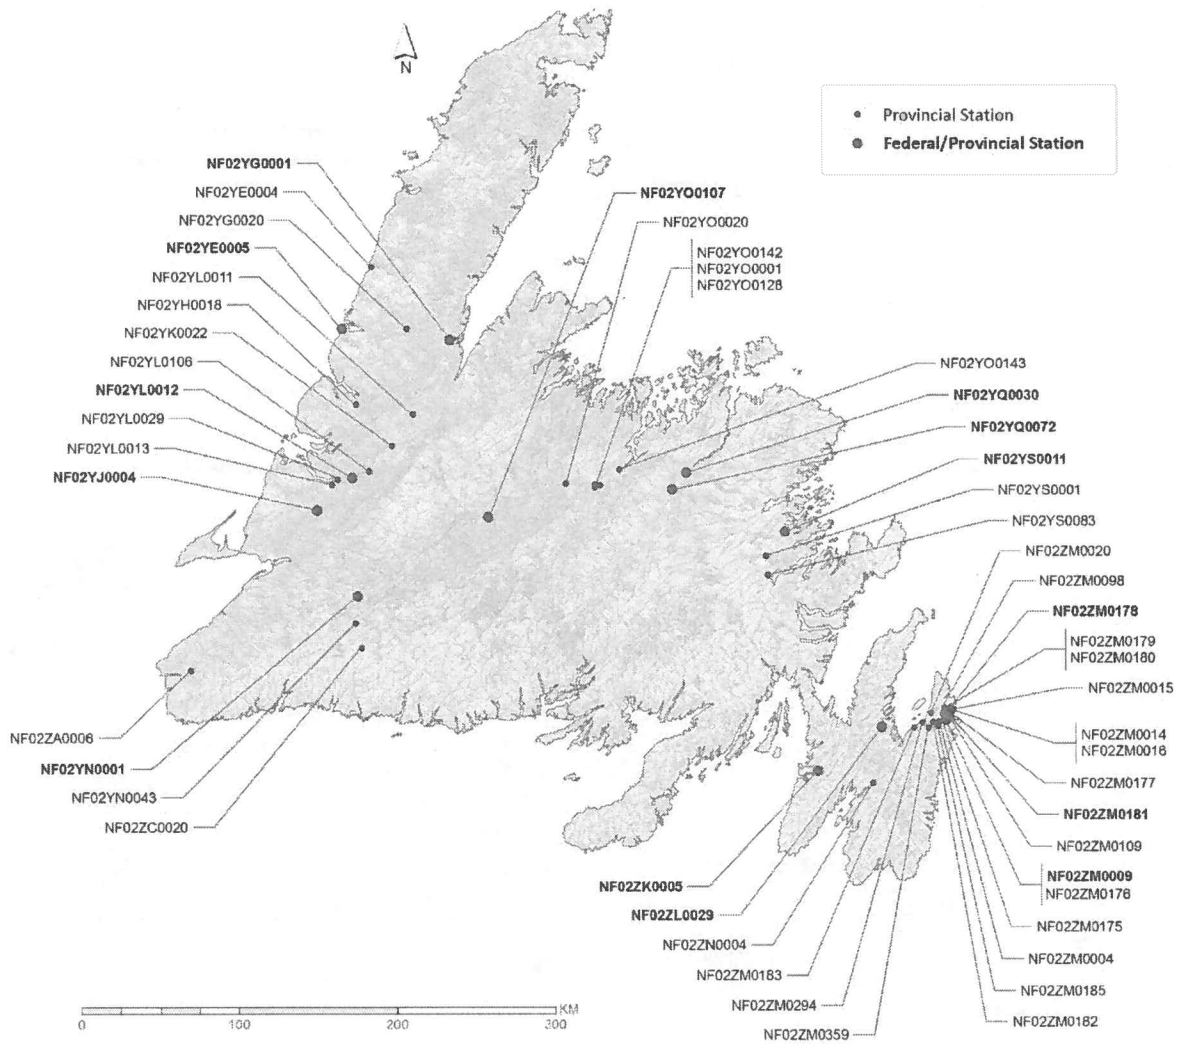 N
Provincial Station
Federal/Provincial Station
NF02YG0001
NF02YE0004
NF02YG0020
NF02YE0005
NF02YL0011
NF02YH0018
NF02YK0022
NF02YL0106
NF02YL0012
NF02YL0029
NF02YL0013
NF02YJ0004
NF02YO0107
NF02YO0020
NF02YO0142
NF02YO0001
NF02YO0128
NF02YO0143
NF02YQ0030
NF02YQ0072
NF02YS0011
NF02YS0001
NF02YS0083
NF02ZM0020
NF02ZM0098
NF02ZM0178
NF02ZM0179
NF02ZM0180
NF02ZM0015
NF02ZM0014
NF02ZM0016
NF02ZM0177
NF02ZM0181
NF02ZM0109
NF02ZM0009
NF02ZM0176
NF02ZM0175
NF02ZM0004
NF02ZM0185
NF02ZM0182
NF02ZA0006
NF02YN0001
NF02YN0043
NF02ZC0020
NF02ZK0005
NF02ZL0029
NF02ZN0004
NF02ZM0183
NF02ZM0294
NF02ZM0359
KM
0 100 200 300